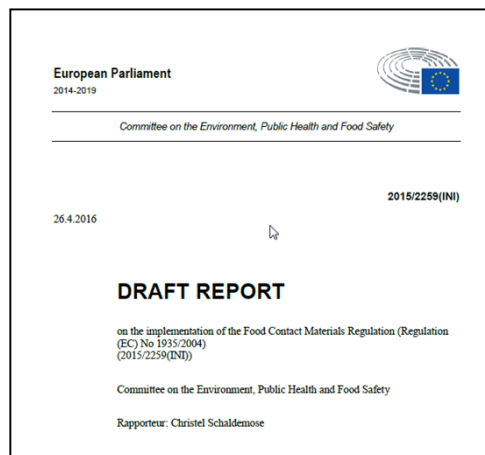 European Parliament
2014-2019
Committee on the Environment, Public Health and Food Safety
2015/2259(INI)
26.4.2016
DRAFT REPORT
on the implementation of the Food Contact Materials Regulation (Regulation
(EC) No 1935/2004)
(2015/2259(INI))
Committee on the Environment, Public Health and Food Safety
Rapporteur: Christel Schaldemose